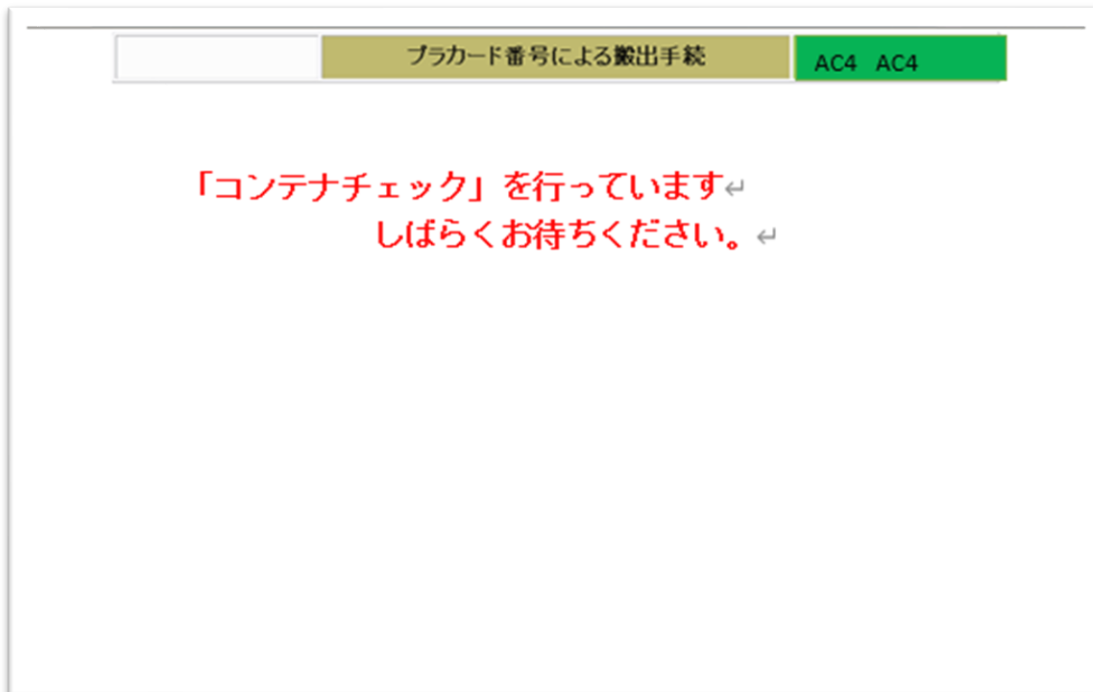 プラカード番号による搬出手続 AC4 AC4
「コンテナチェック」を行っています↵
しばらくお待ちください。↵